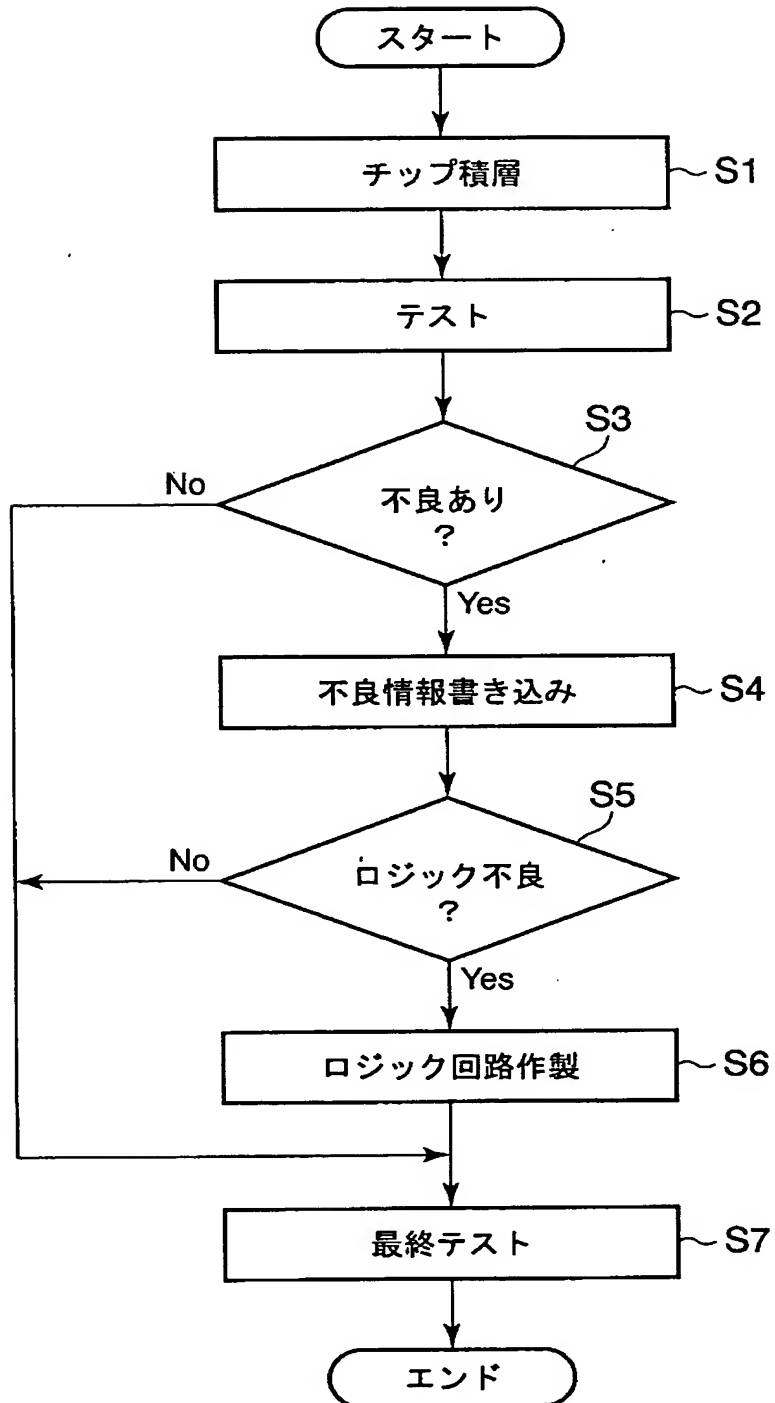 スタート
チップ積層
S1
テスト
S2
S3
No
不良あり
?
Yes
不良情報書き込み
S4
S5
No
ロジック不良
?
Yes
ロジック回路作製
S6
最終テスト
S7
エンド